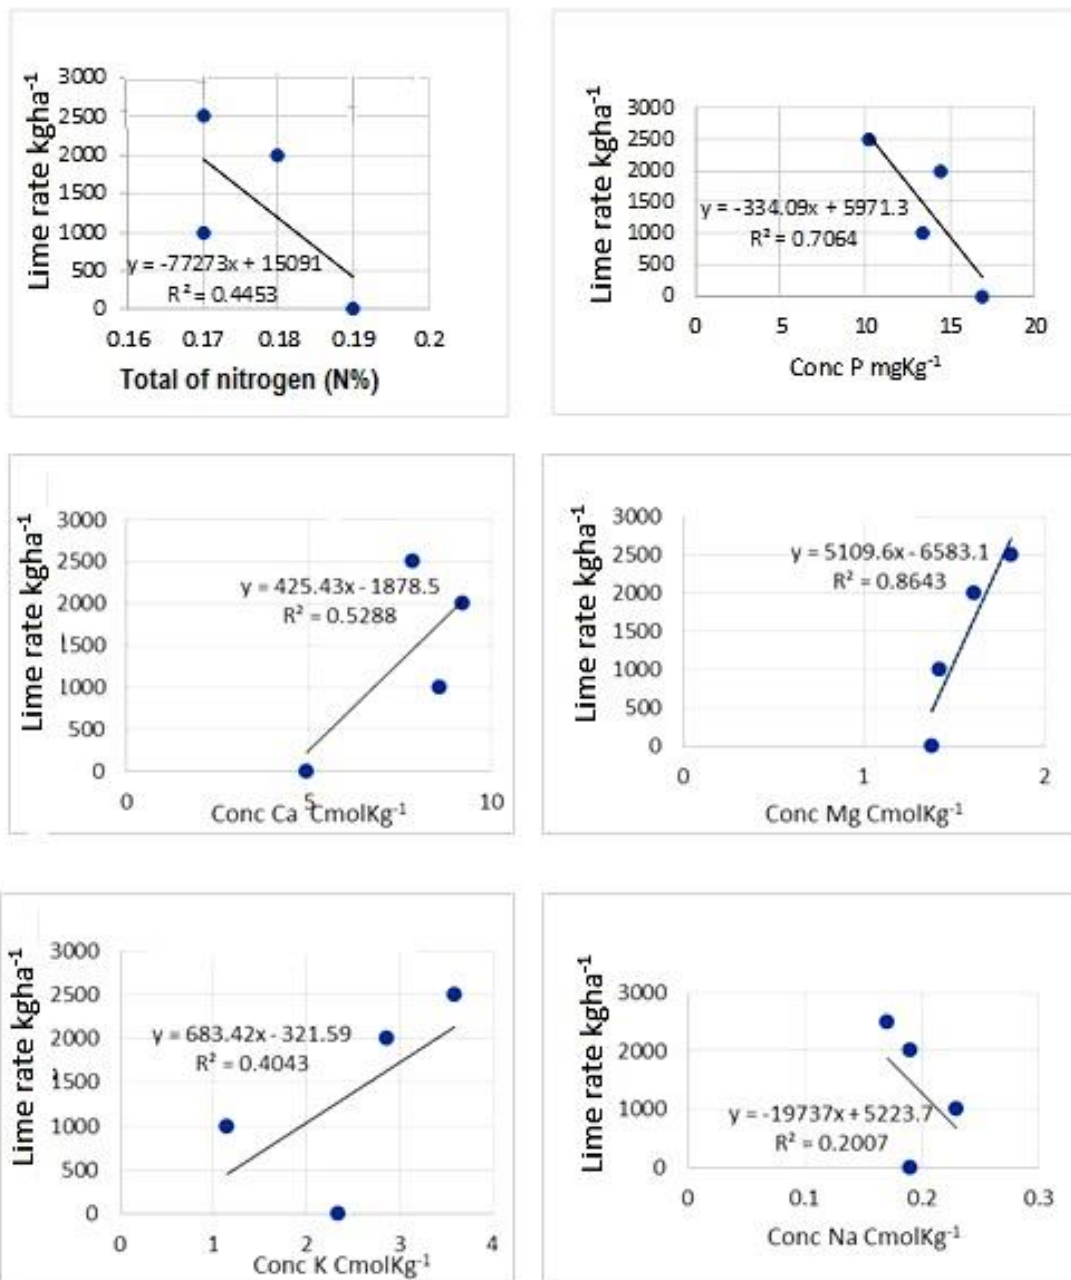 Lime rate kgha⁻¹
3000
2500
2000
1500
1000
500
0
y = -77273x + 15091
R² = 0.4453
0.16 0.17 0.18 0.19 0.2
Total of nitrogen (N%)
Lime rate kgha⁻¹
3000
2500
2000
1500
1000
500
0
y = -334.09x + 5971.3
R² = 0.7064
0 5 10 15 20
Conc P mgKg⁻¹
Lime rate kgha⁻¹
3000
2500
2000
1500
1000
500
0
y = 425.43x - 1878.5
R² = 0.5288
0 5 10
Conc Ca CmolKg⁻¹
Lime rate kgha⁻¹
3000
2500
2000
1500
1000
500
0
y = 5109.6x - 6583.1
R² = 0.8643
0 1 2
Conc Mg CmolKg⁻¹
Lime rate kgha⁻¹
3000
2500
2000
1500
1000
500
0
y = 683.42x - 321.59
R² = 0.4043
0 1 2 3 4
Conc K CmolKg⁻¹
Lime rate kgha⁻¹
3000
2000
1000
0
y = -19737x + 5223.7
R² = 0.2007
0 0.1 0.2 0.3
Conc Na CmolKg⁻¹